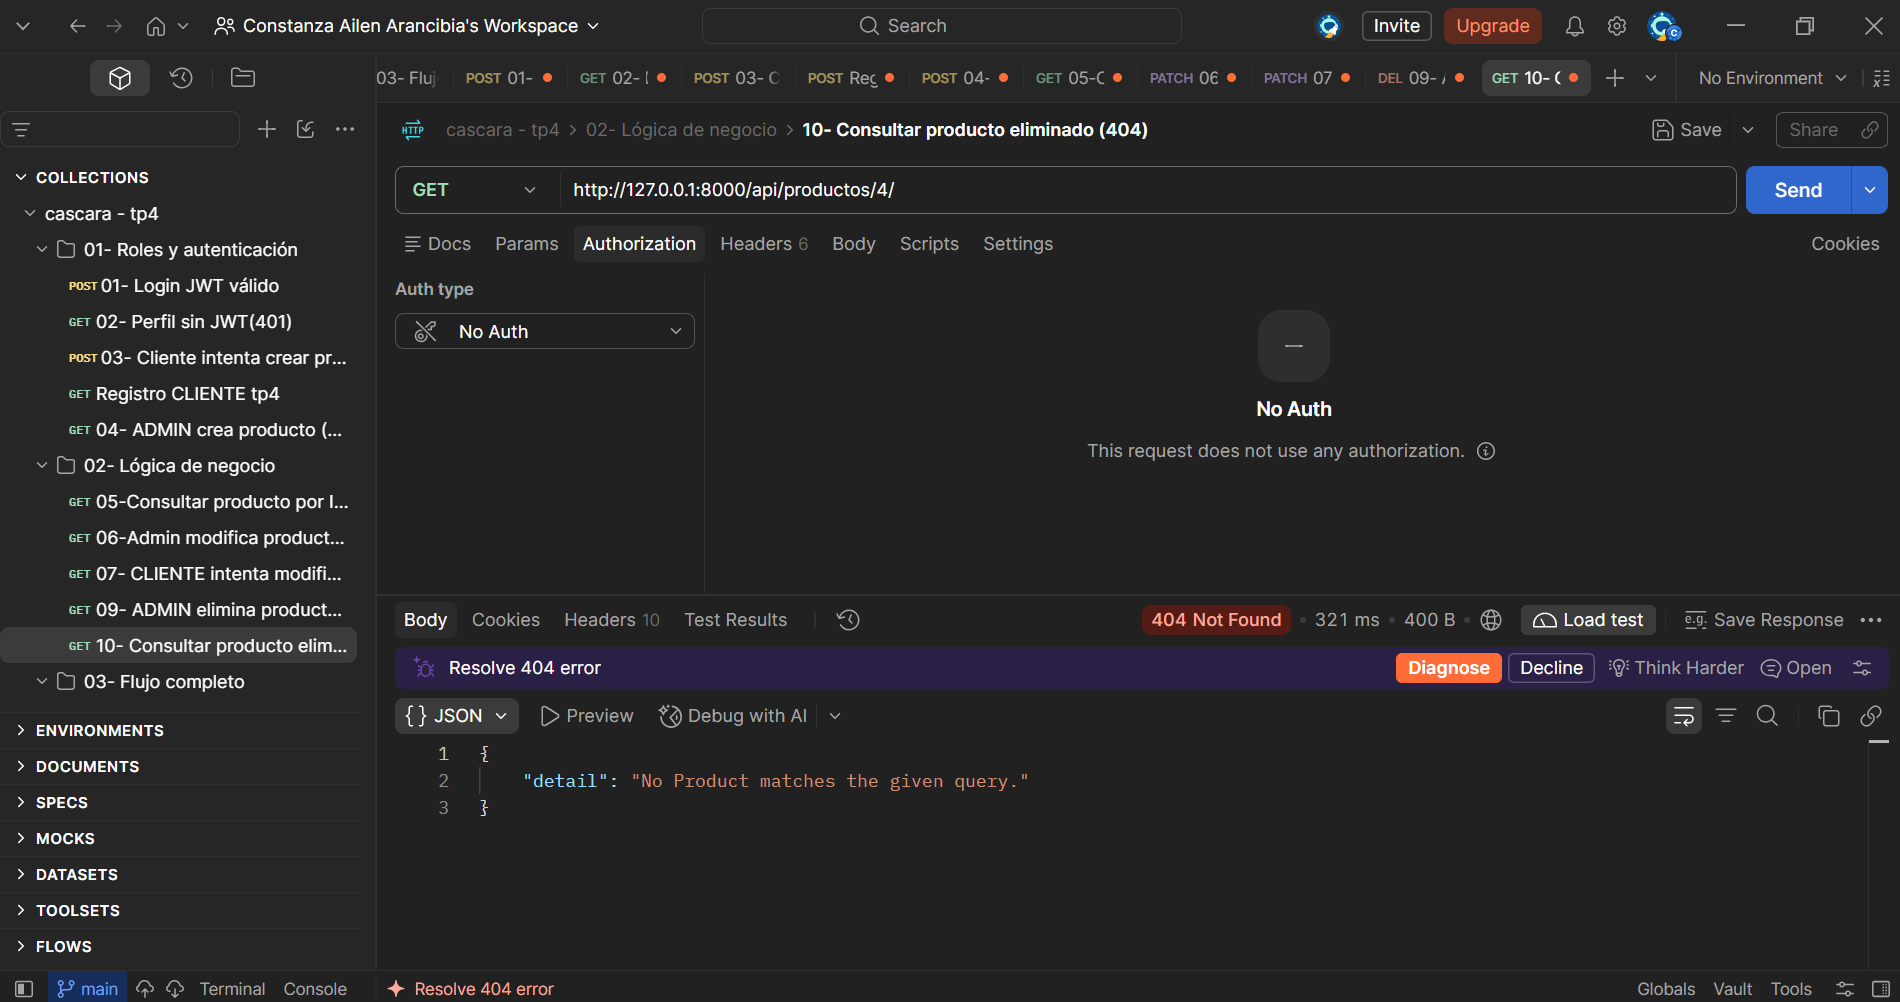 Constanza Ailen Arancibia's Workspace
Search
Invite
Upgrade
03- Fluj
POST 01-
GET 02- I
POST 03- C
POST Reg
POST 04-
GET 05-C
PATCH 06
PATCH 07
DEL 09- A
GET 10- C
No Environment
HTTP
cascara - tp4 > 02- Lógica de negocio > 10- Consultar producto eliminado (404)
Save
Share
COLLECTIONS
cascara - tp4
01- Roles y autenticación
POST 01- Login JWT válido
GET 02- Perfil sin JWT(401)
POST 03- Cliente intenta crear pr...
GET Registro CLIENTE tp4
GET 04- ADMIN crea producto (...
02- Lógica de negocio
GET 05-Consultar producto por I...
GET 06-Admin modifica product...
GET 07- CLIENTE intenta modifi...
GET 09- ADMIN elimina product...
GET 10- Consultar producto elim...
03- Flujo completo
ENVIRONMENTS
DOCUMENTS
SPECS
MOCKS
DATASETS
TOOLSETS
FLOWS
GET
http://127.0.0.1:8000/api/productos/4/
Send
Docs
Params
Authorization
Headers 6
Body
Scripts
Settings
Cookies
Auth type
No Auth
No Auth
This request does not use any authorization.
Body
Cookies
Headers 10
Test Results
404 Not Found
321 ms
400 B
Load test
e.g. Save Response
Resolve 404 error
Diagnose
Decline
Think Harder
Open
{} JSON
Preview
Debug with AI
1 {
2 "detail": "No Product matches the given query."
3 }
main
Terminal
Console
Resolve 404 error
Globals
Vault
Tools